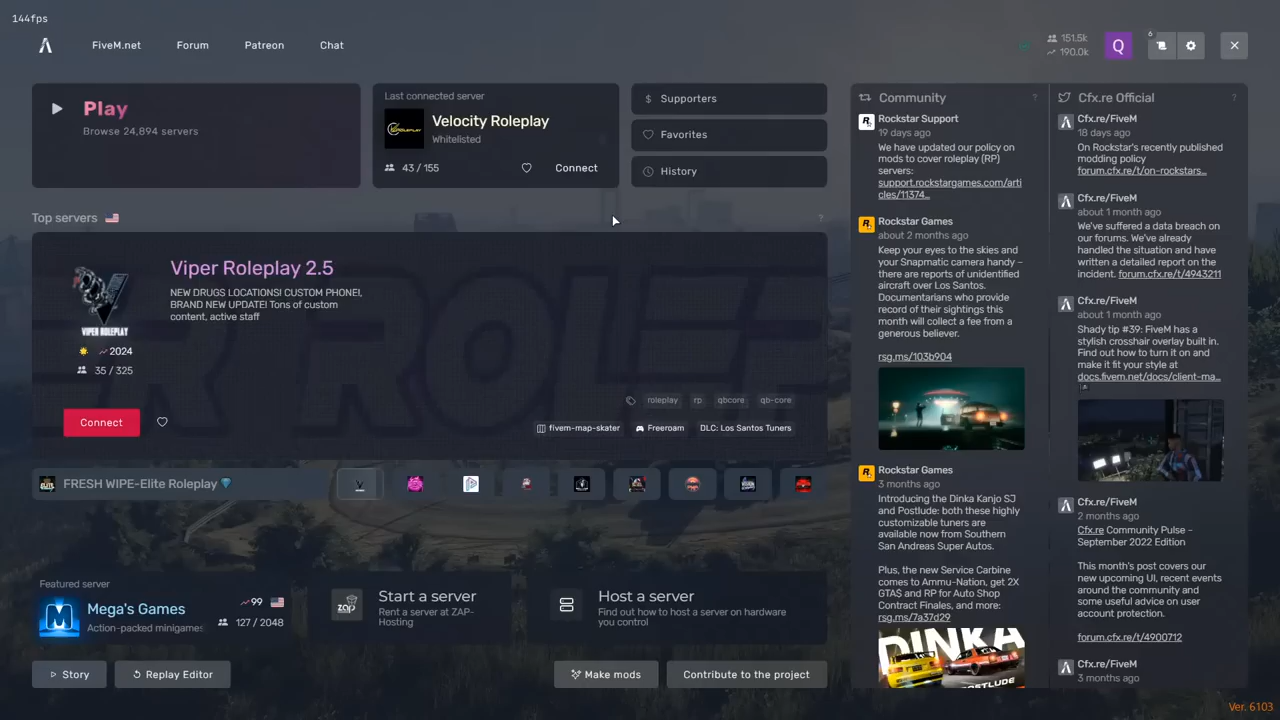 144fps
FiveM.net
Forum
Patreon
Chat
151.5k
190.0k
Q
6
Play
Browse 24,894 servers
Last connected server
Velocity Roleplay
Whitelisted
43 / 155
Connect
Supporters
Favorites
History
Top servers
?
Viper Roleplay 2.5
NEW DRUGS LOCATIONS! CUSTOM PHONE!,
BRAND NEW UPDATE! Tons of custom
content, active staff
VIPER ROLEPLAY
2024
35 / 325
Connect
roleplay
rp
qbcore
qb-core
fivem-map-skater
Freeroam
DLC: Los Santos Tuners
FRESH WIPE-Elite Roleplay
Featured server
Mega's Games
Action-packed minigames
99
127 / 2048
ZAP
Start a server
Rent a server at ZAP-
Hosting
Host a server
Find out how to host a server on hardware
you control
Story
Replay Editor
Make mods
Contribute to the project
Community
?
Rockstar Support
19 days ago
We have updated our policy on
mods to cover roleplay (RP)
servers:
support.rockstargames.com/arti
cles/11374…
Rockstar Games
about 2 months ago
Keep your eyes to the skies and
your Snapmatic camera handy –
there are reports of unidentified
aircraft over Los Santos.
Documentarians who provide
record of their sightings this
month will collect a fee from a
generous believer.
rsg.ms/103b904
Rockstar Games
3 months ago
Introducing the Dinka Kanjo SJ
and Postlude: both these highly
customizable tuners are
available now from Southern
San Andreas Super Autos.
Plus, the new Service Carbine
comes to Ammu-Nation, get 2X
GTA$ and RP for Auto Shop
Contract Finales, and more:
rsg.ms/7a37d29
DINKA
POSTLUDE
Cfx.re Official
?
Cfx.re/FiveM
18 days ago
On Rockstar's recently published
modding policy
forum.cfx.re/t/on-rockstars…
Cfx.re/FiveM
about 1 month ago
We've suffered a data breach on
our forums. We've already
handled the situation and have
written a detailed report on the
incident. forum.cfx.re/t/4943211
Cfx.re/FiveM
about 1 month ago
Shady tip #39: FiveM has a
stylish crosshair overlay built in.
Find out how to turn it on and
make it fit your style at
docs.fivem.net/docs/client-ma…
Cfx.re/FiveM
2 months ago
Cfx.re Community Pulse –
September 2022 Edition
This month's post covers our
new upcoming UI, recent events
around the community and
some useful advice on user
account protection.
forum.cfx.re/t/4900712
Cfx.re/FiveM
3 months ago
Ver. 6103